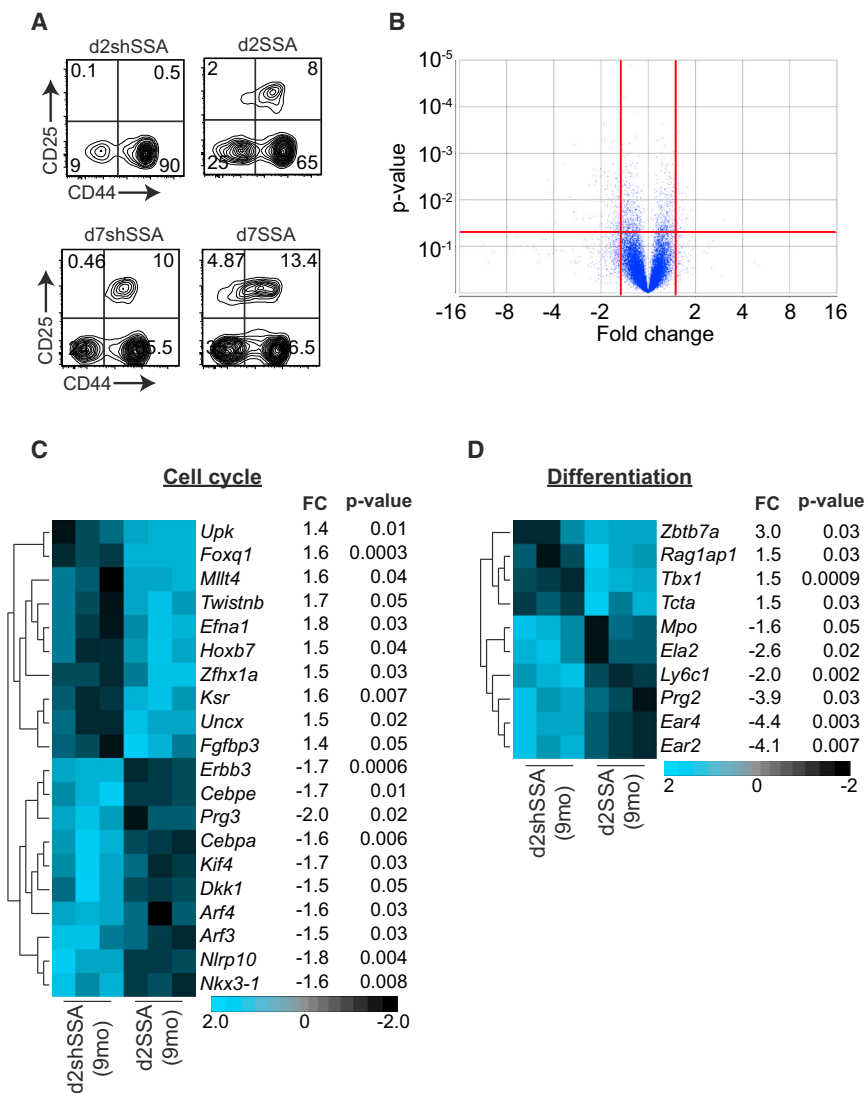 A
d2shSSA
d2SSA
0.1
0.5
2
8
9
90
25
65
CD25
CD44
d7shSSA
d7SSA
0.46
10
4.87
13.4
5.5
6.5
CD25
CD44
B
p-value
10-5
10-4
10-3
10-2
10-1
-16 -8 -4 -2 2 4 8 16
Fold change
C
Cell cycle
FC p-value
Upk 1.4 0.01
Foxq1 1.6 0.0003
Mllt4 1.6 0.04
Twistnb 1.7 0.05
Efna1 1.8 0.03
Hoxb7 1.5 0.04
Zfhx1a 1.5 0.03
Ksr 1.6 0.007
Uncx 1.5 0.02
Fgfbp3 1.4 0.05
Erbb3 -1.7 0.0006
Cebpe -1.7 0.01
Prg3 -2.0 0.02
Cebpa -1.6 0.006
Kif4 -1.7 0.03
Dkk1 -1.5 0.05
Arf4 -1.6 0.03
Arf3 -1.5 0.03
Nlrp10 -1.8 0.004
Nkx3-1 -1.6 0.008
d2shSSA
(9mo)
d2SSA
(9mo)
2.0 0 -2.0
D
Differentiation
FC p-value
Zbtb7a 3.0 0.03
Rag1ap1 1.5 0.03
Tbx1 1.5 0.0009
Tcta 1.5 0.03
Mpo -1.6 0.05
Ela2 -2.6 0.02
Ly6c1 -2.0 0.002
Prg2 -3.9 0.03
Ear4 -4.4 0.003
Ear2 -4.1 0.007
d2shSSA
(9mo)
d2SSA
(9mo)
2 0 -2